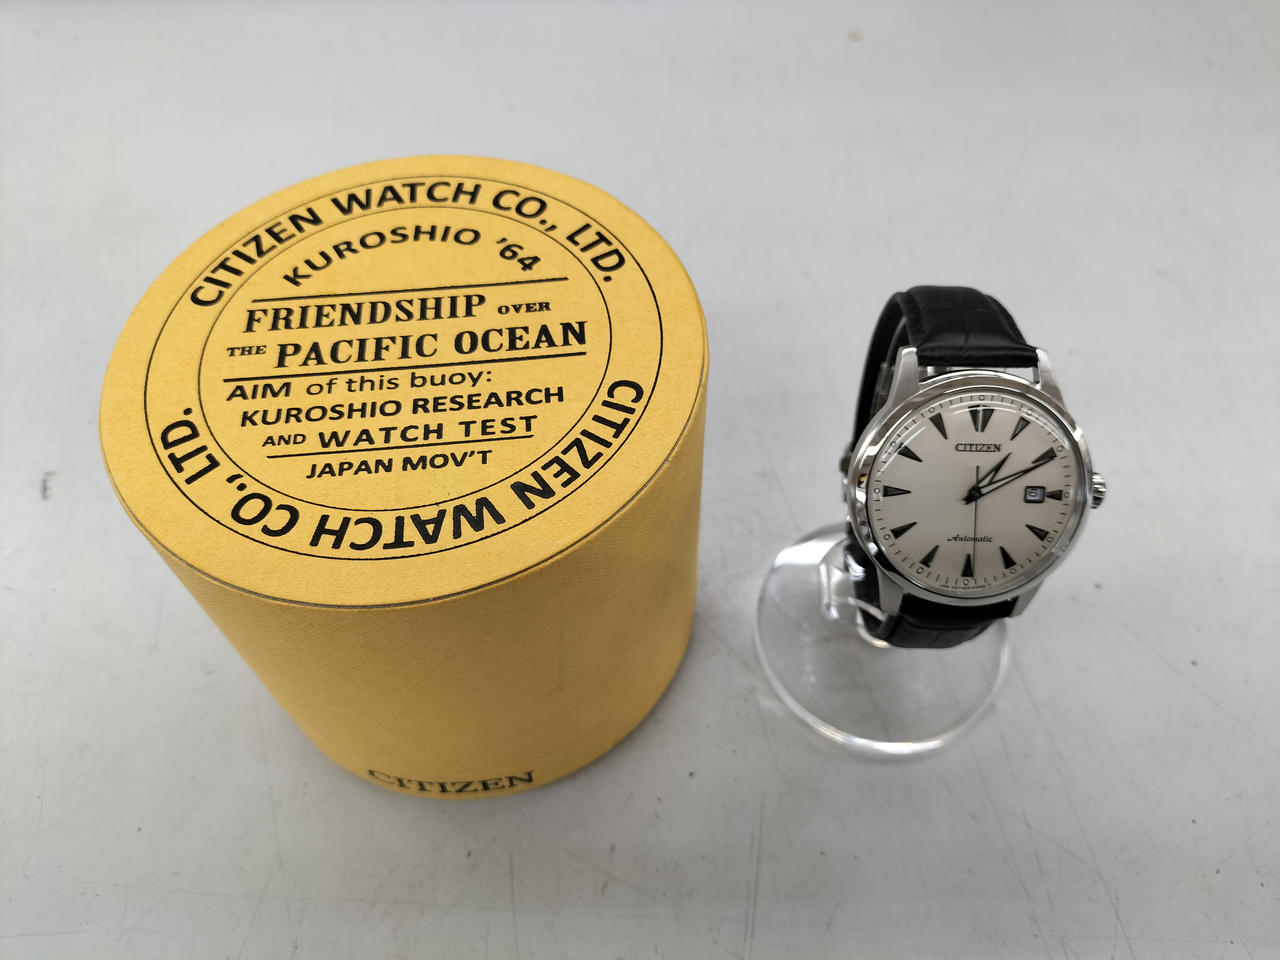 CITIZEN WATCH CO., LTD.
KUROSHIO '64
FRIENDSHIP OVER
THE PACIFIC OCEAN
AIM of this buoy:
KUROSHIO RESEARCH
AND WATCH TEST
JAPAN MOV'T
CITIZEN WATCH CO., LTD.
CITIZEN
CITIZEN
Automatic